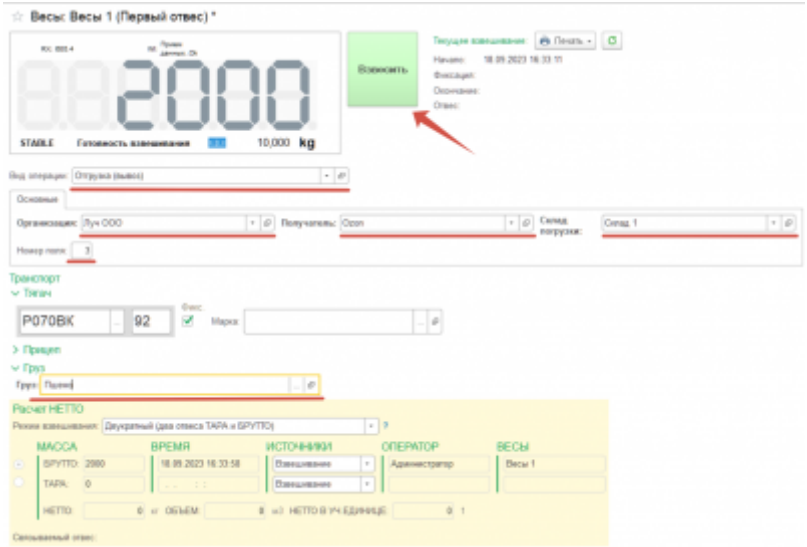 Весы: Весы 1 (Первый отвес) *
2000
STABLE Готовность взвешивания 10,000 kg
Взвесить
Текущее взвешивание: Печать
Начало: 18.09.2023 16:33:11
Фиксация:
Окончание:
Отвес:
Вид операции: Отгрузка (вывоз)
Основные
Организация: Луч ООО Получатель: Ozon Склад погрузки: Склад 1
Номер поля: 3
Транспорт
Тягач
Р070ВК 92 Фикс. Марка:
Прицеп
Груз
Груз:
Расчет НЕТТО
Режим взвешивания: Двукратный (два отвеса ТАРА и БРУТТО) ?
МАССА ВРЕМЯ ИСТОЧНИКИ ОПЕРАТОР ВЕСЫ
БРУТТО: 2000 18.09.2023 16:33:58 Взвешивание Администратор Весы 1
ТАРА: 0 . . : : Взвешивание
НЕТТО: 0 кг ОБЪЕМ: 0 м3 НЕТТО В УЧ.ЕДИНИЦЕ: 0
Связываемый отвес: